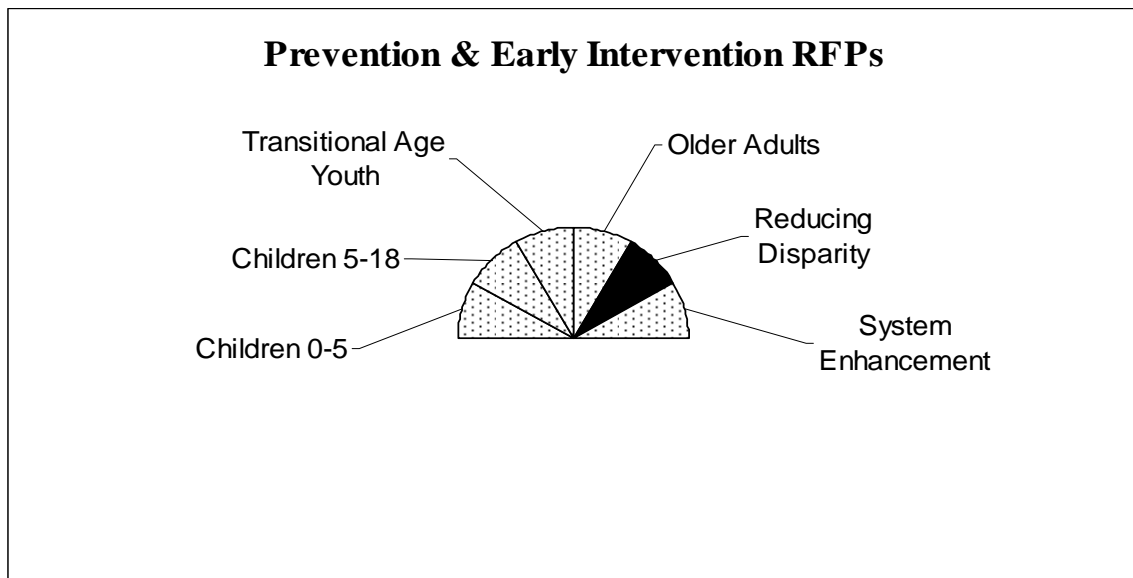 Prevention & Early Intervention RFPs
Transitional Age
Youth
Older Adults
Children 5-18
Reducing
Disparity
Children 0-5
System
Enhancement